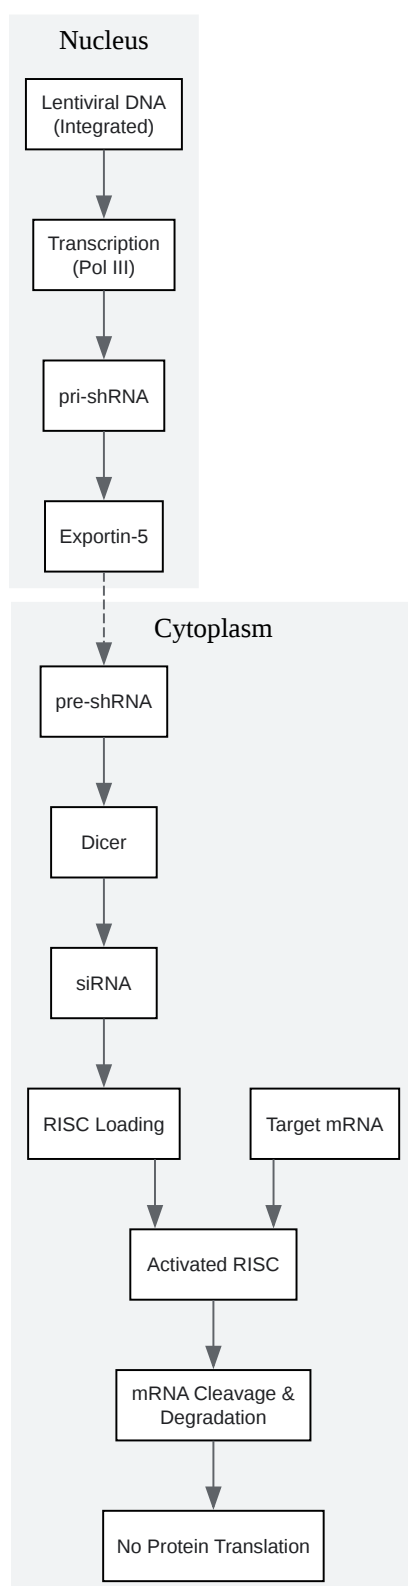 Nucleus
Lentiviral DNA
(Integrated)
Transcription
(Pol III)
pri-shRNA
Exportin-5
Cytoplasm
pre-shRNA
Dicer
siRNA
RISC Loading
Target mRNA
Activated RISC
mRNA Cleavage &
Degradation
No Protein Translation